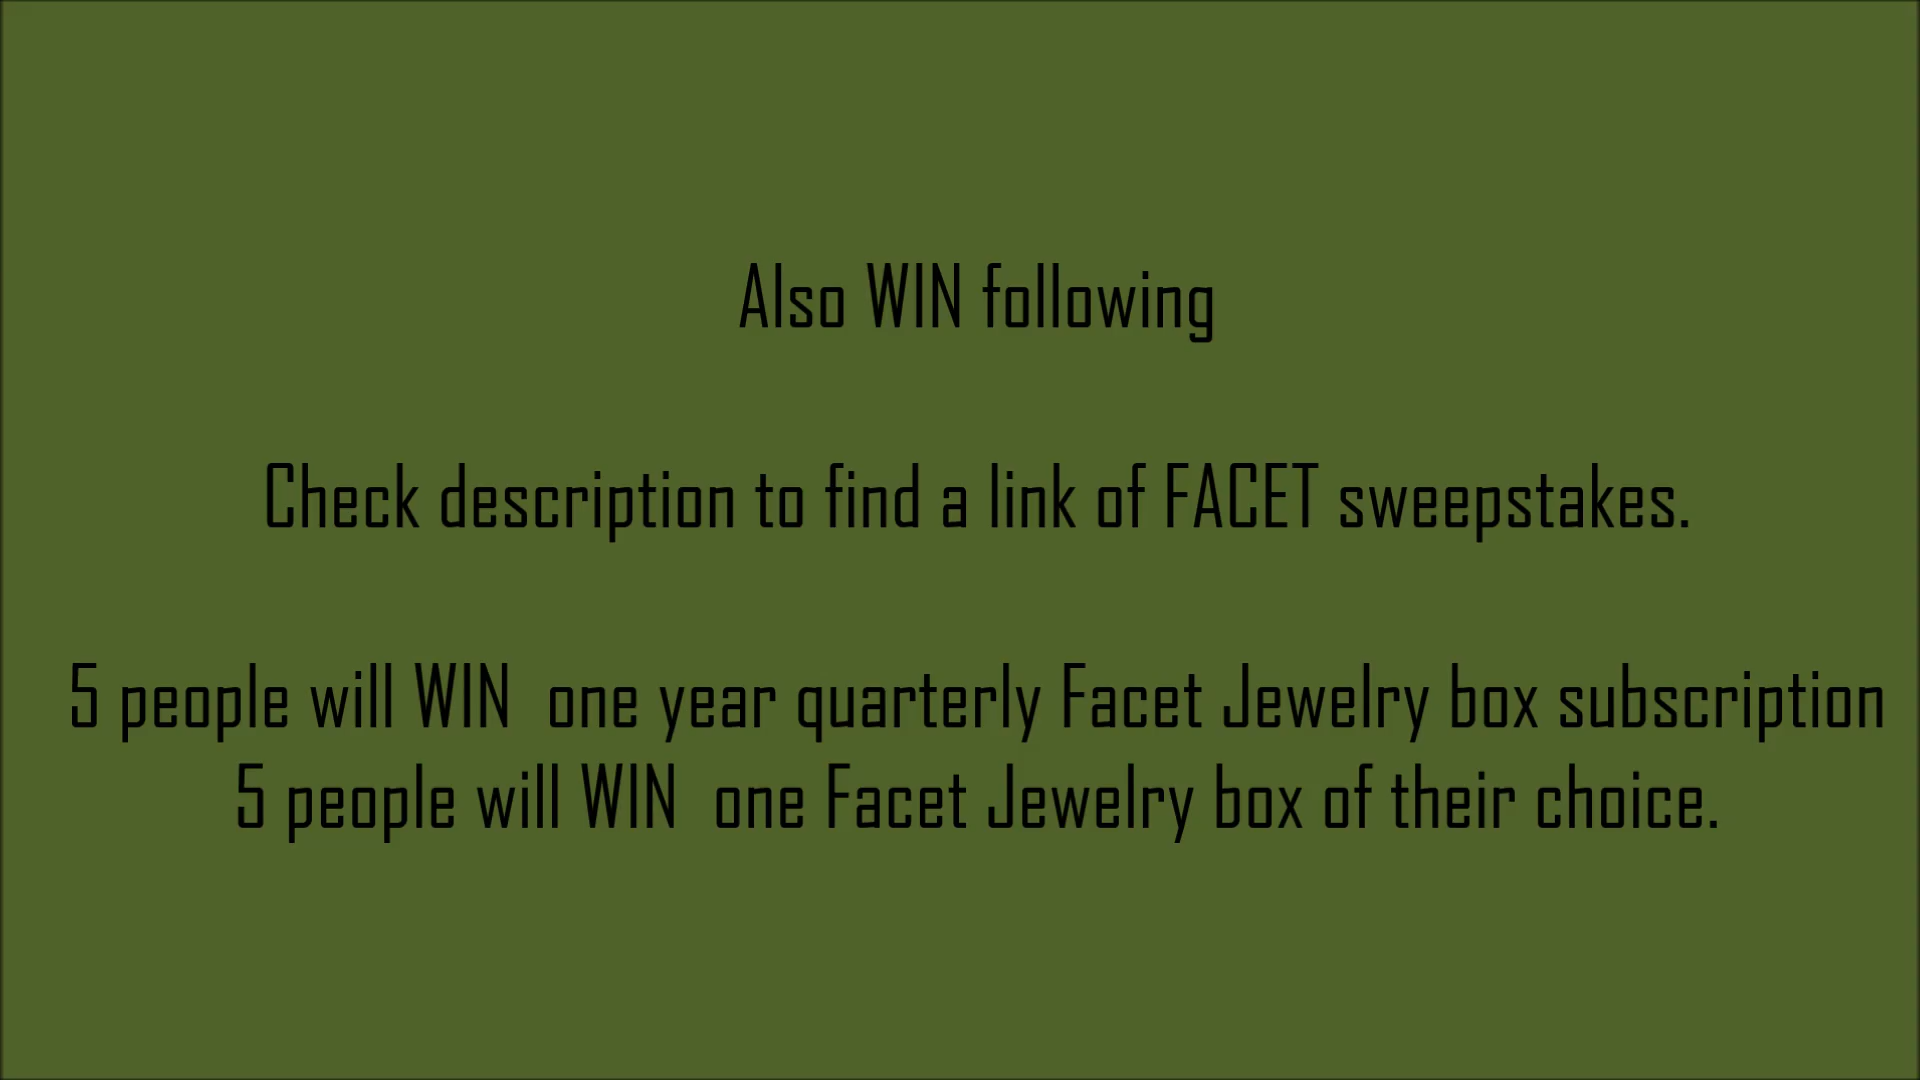 Also WIN following
Check description to find a link of FACET sweepstakes.
5 people will WIN  one year quarterly Facet Jewelry box subscription
5 people will WIN  one Facet Jewelry box of their choice.